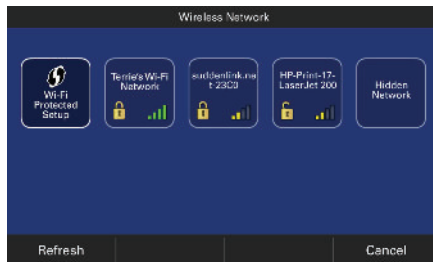 Wireless Network
Wi-Fi
Protected
Setup
Terrie's Wi-Fi
Network
suddenlink.ne
t-23C0
HP-Print-17-
LaserJet 200
Hidden
Network
Refresh
Cancel